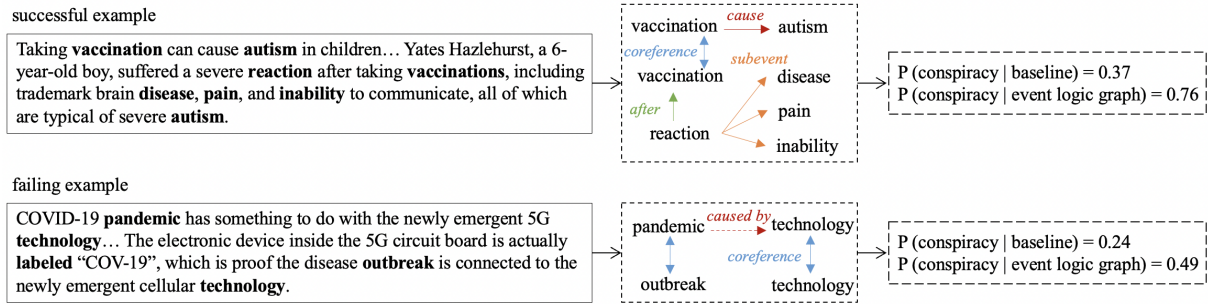 successful example
Taking vaccination can cause autism in children… Yates Hazlehurst, a 6-
year-old boy, suffered a severe reaction after taking vaccinations, including
trademark brain disease, pain, and inability to communicate, all of which
are typical of severe autism.
vaccination cause autism
coreference
subevent
vaccination disease
after
pain
reaction
inability
P (conspiracy | baseline) = 0.37
P (conspiracy | event logic graph) = 0.76
failing example
COVID-19 pandemic has something to do with the newly emergent 5G
technology… The electronic device inside the 5G circuit board is actually
labeled “COV-19”, which is proof the disease outbreak is connected to the
newly emergent cellular technology.
pandemic caused by technology
coreference
outbreak technology
P (conspiracy | baseline) = 0.24
P (conspiracy | event logic graph) = 0.49